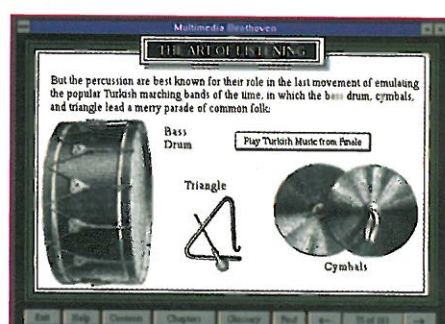 Multimedia Beethoven
THE ART OF LISTENING
But the percussion are best known for their role in the last movement of emulating
the popular Turkish marching bands of the time, in which the bass drum, cymbals,
and triangle lead a merry parade of common folk:
Bass
Drum
Play Turkish Music from Finale
Triangle
Cymbals
Exit Help Contents Chapters Glossary Find